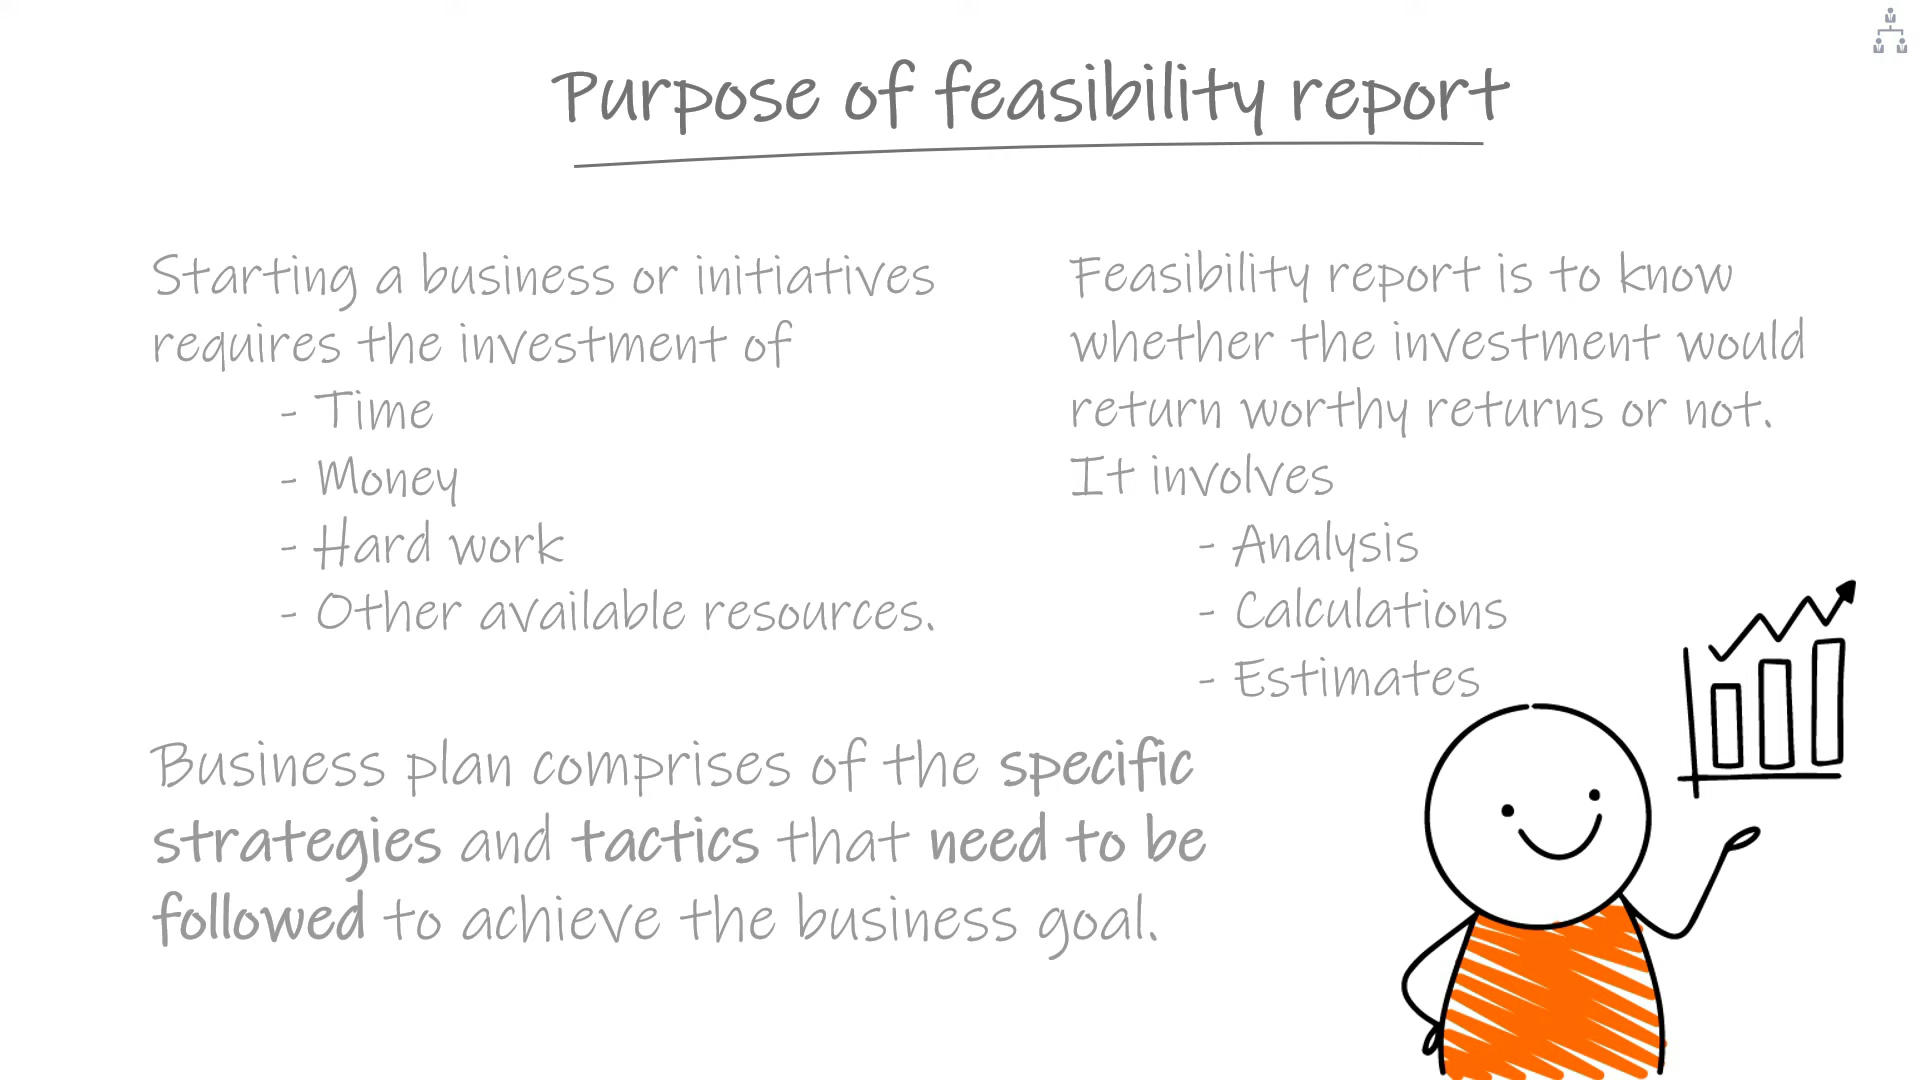 Purpose of feasibility report
Starting a business or initiatives
requires the investment of
- Time
- Money
- Hard work
- Other available resources.
Feasibility report is to know
whether the investment would
return worthy returns or not.
It involves
- Analysis
- Calculations
- Estimates
Business plan comprises of the specific
strategies and tactics that need to be
followed to achieve the business goal.